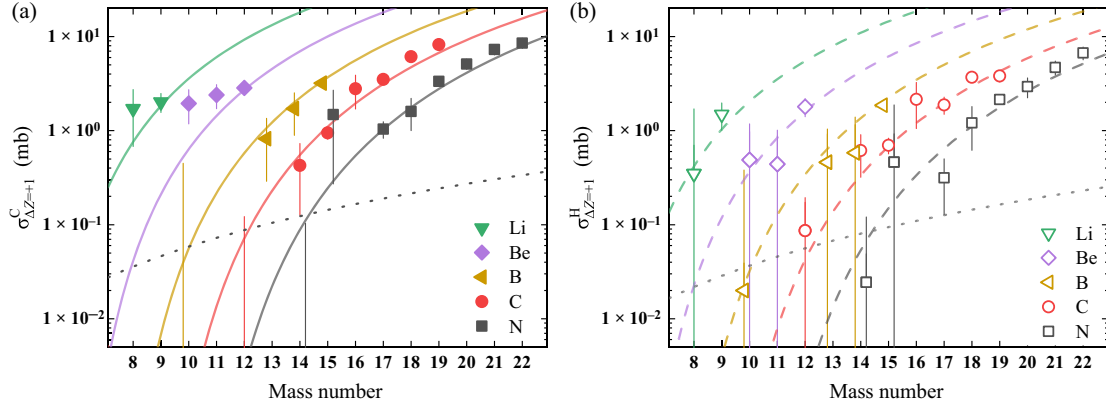 (a)
σ^C_ΔZ=+1 (mb)
1 × 10^1
1 × 10^0
1 × 10^−1
1 × 10^−2
Li
Be
B
C
N
8 9 10 11 12 13 14 15 16 17 18 19 20 21 22
Mass number
(b)
σ^H_ΔZ=+1 (mb)
1 × 10^1
1 × 10^0
1 × 10^−1
1 × 10^−2
Li
Be
B
C
N
8 9 10 11 12 13 14 15 16 17 18 19 20 21 22
Mass number